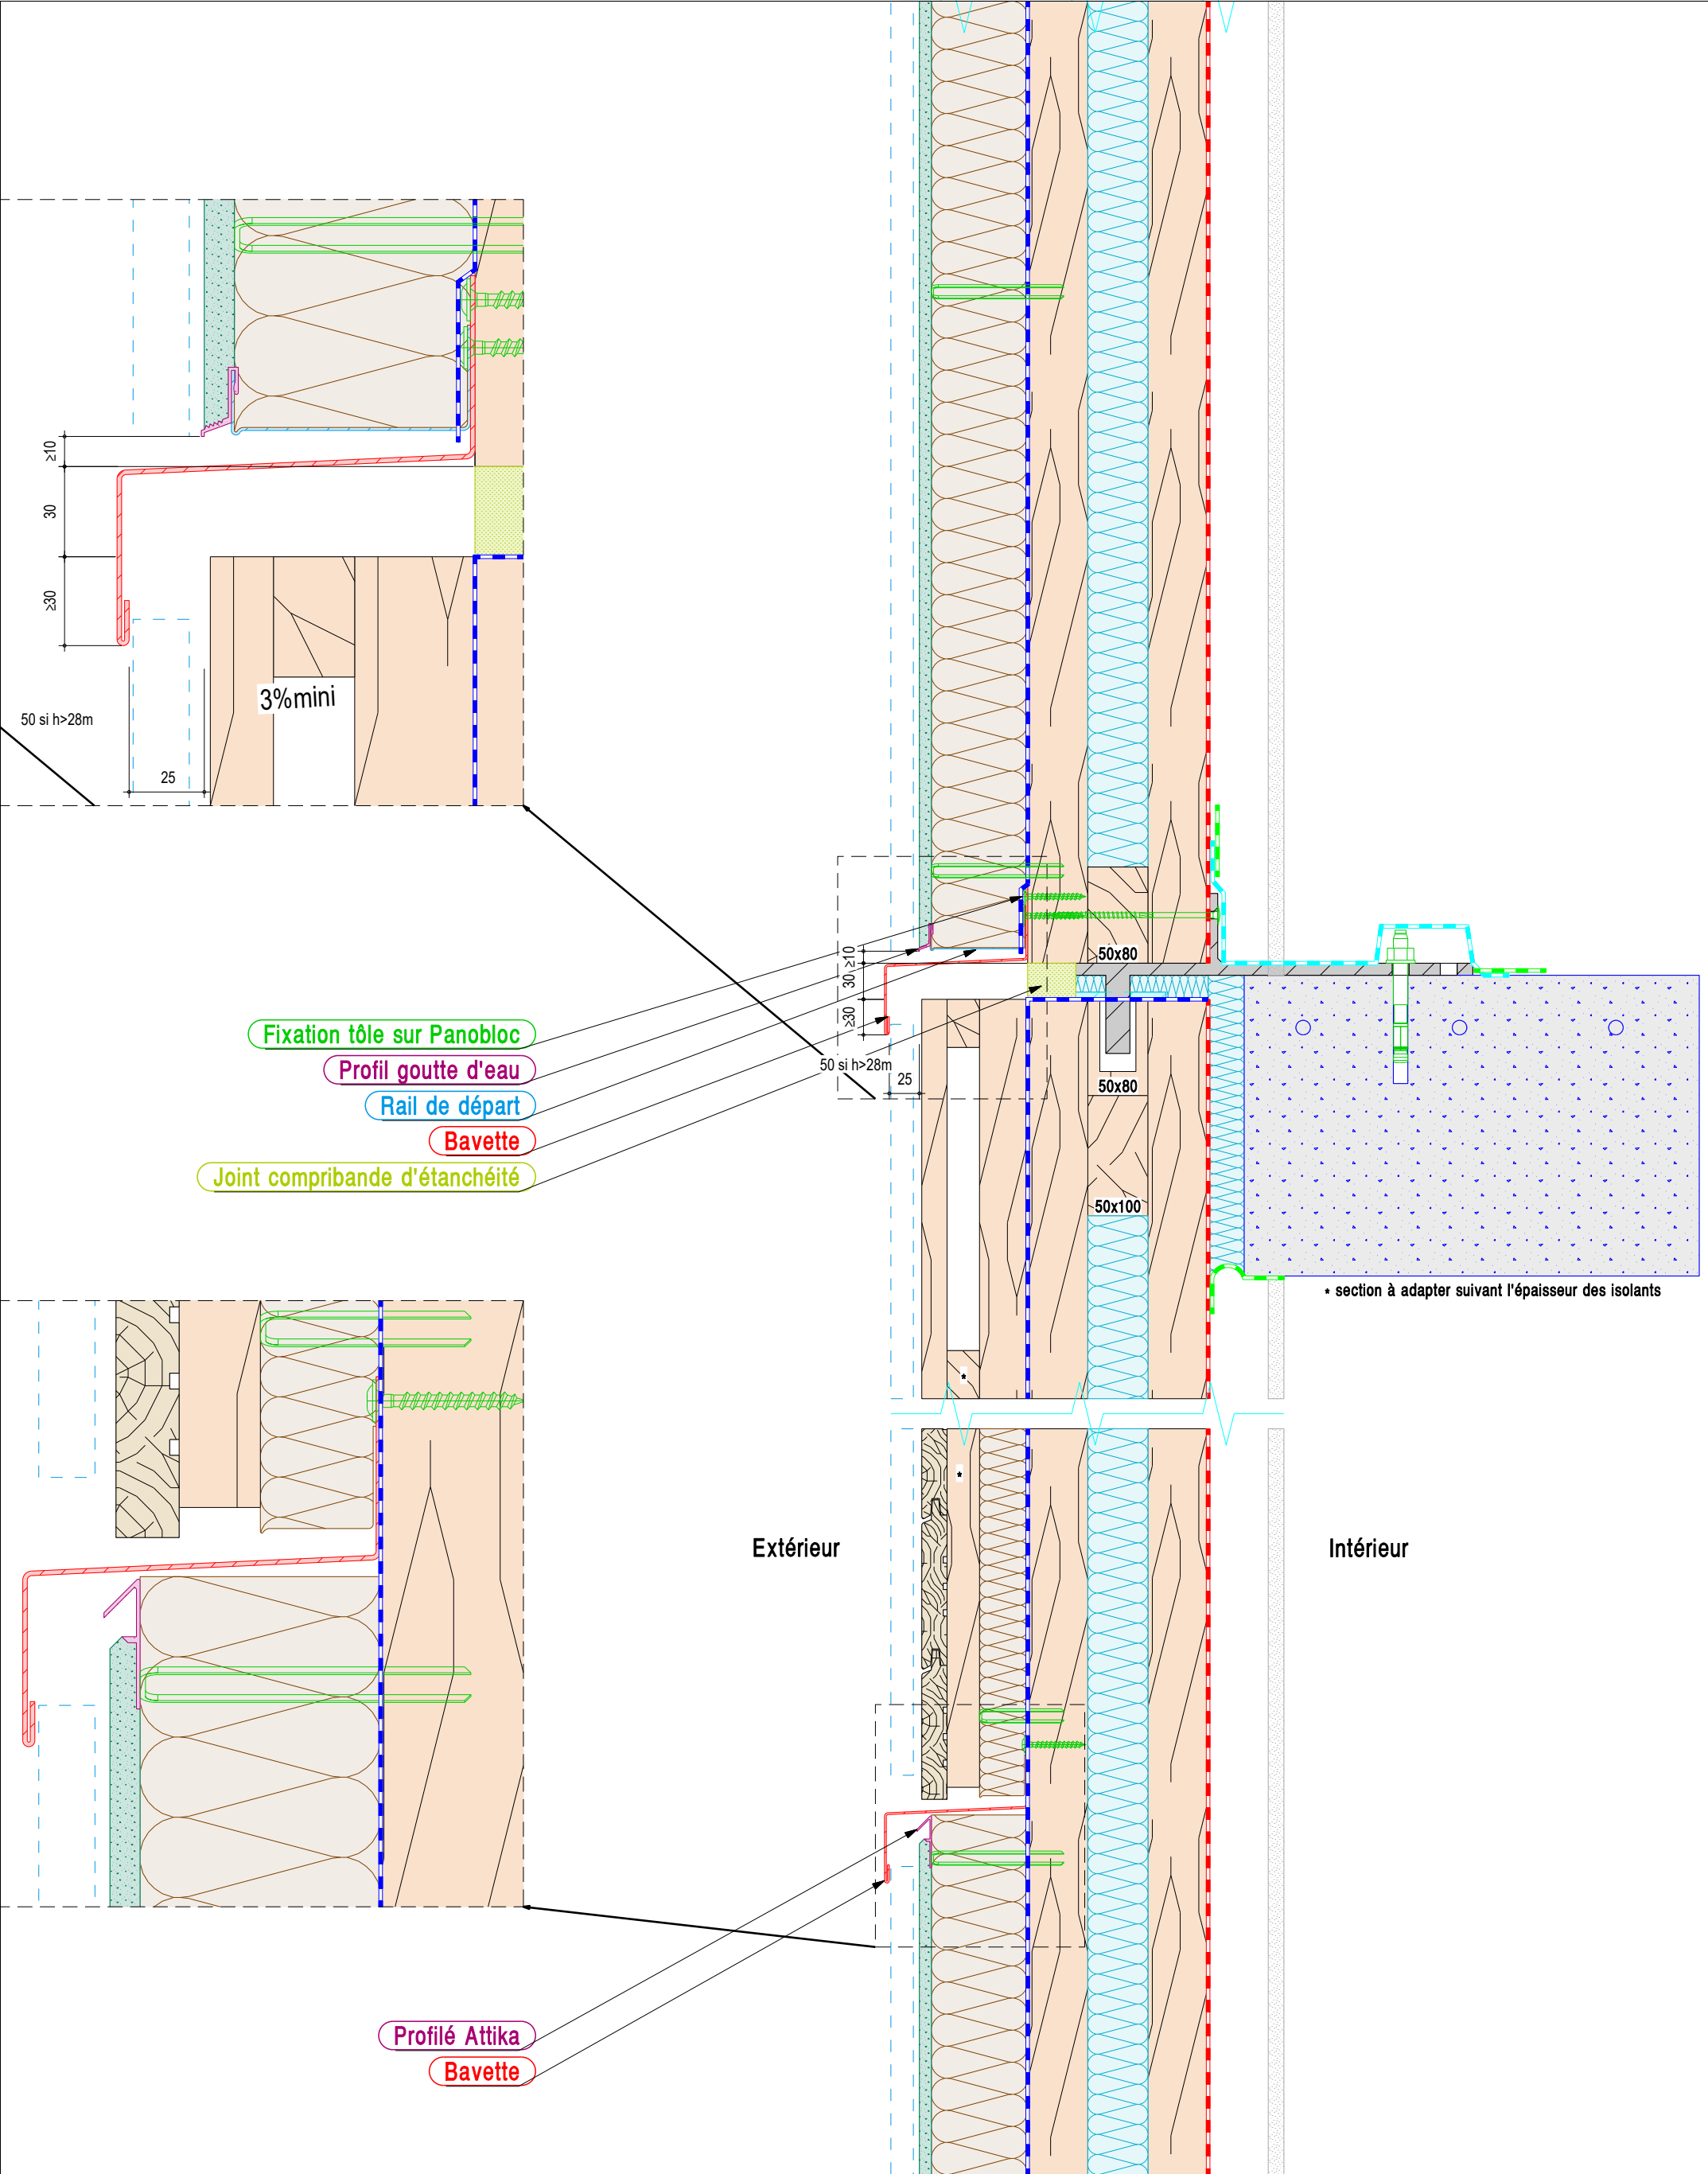 ≥10
30
≥30
3%mini
50 si h>28m
25
50x80
≥10
30
≥30
Fixation tôle sur Panobloc
Profil goutte d'eau
Rail de départ
Bavette
Joint compribande d'étanchéité
50 si h>28m
25
50x80
50x100
* section à adapter suivant l'épaisseur des isolants
*
*
Extérieur
Intérieur
Profilé Attika
Bavette